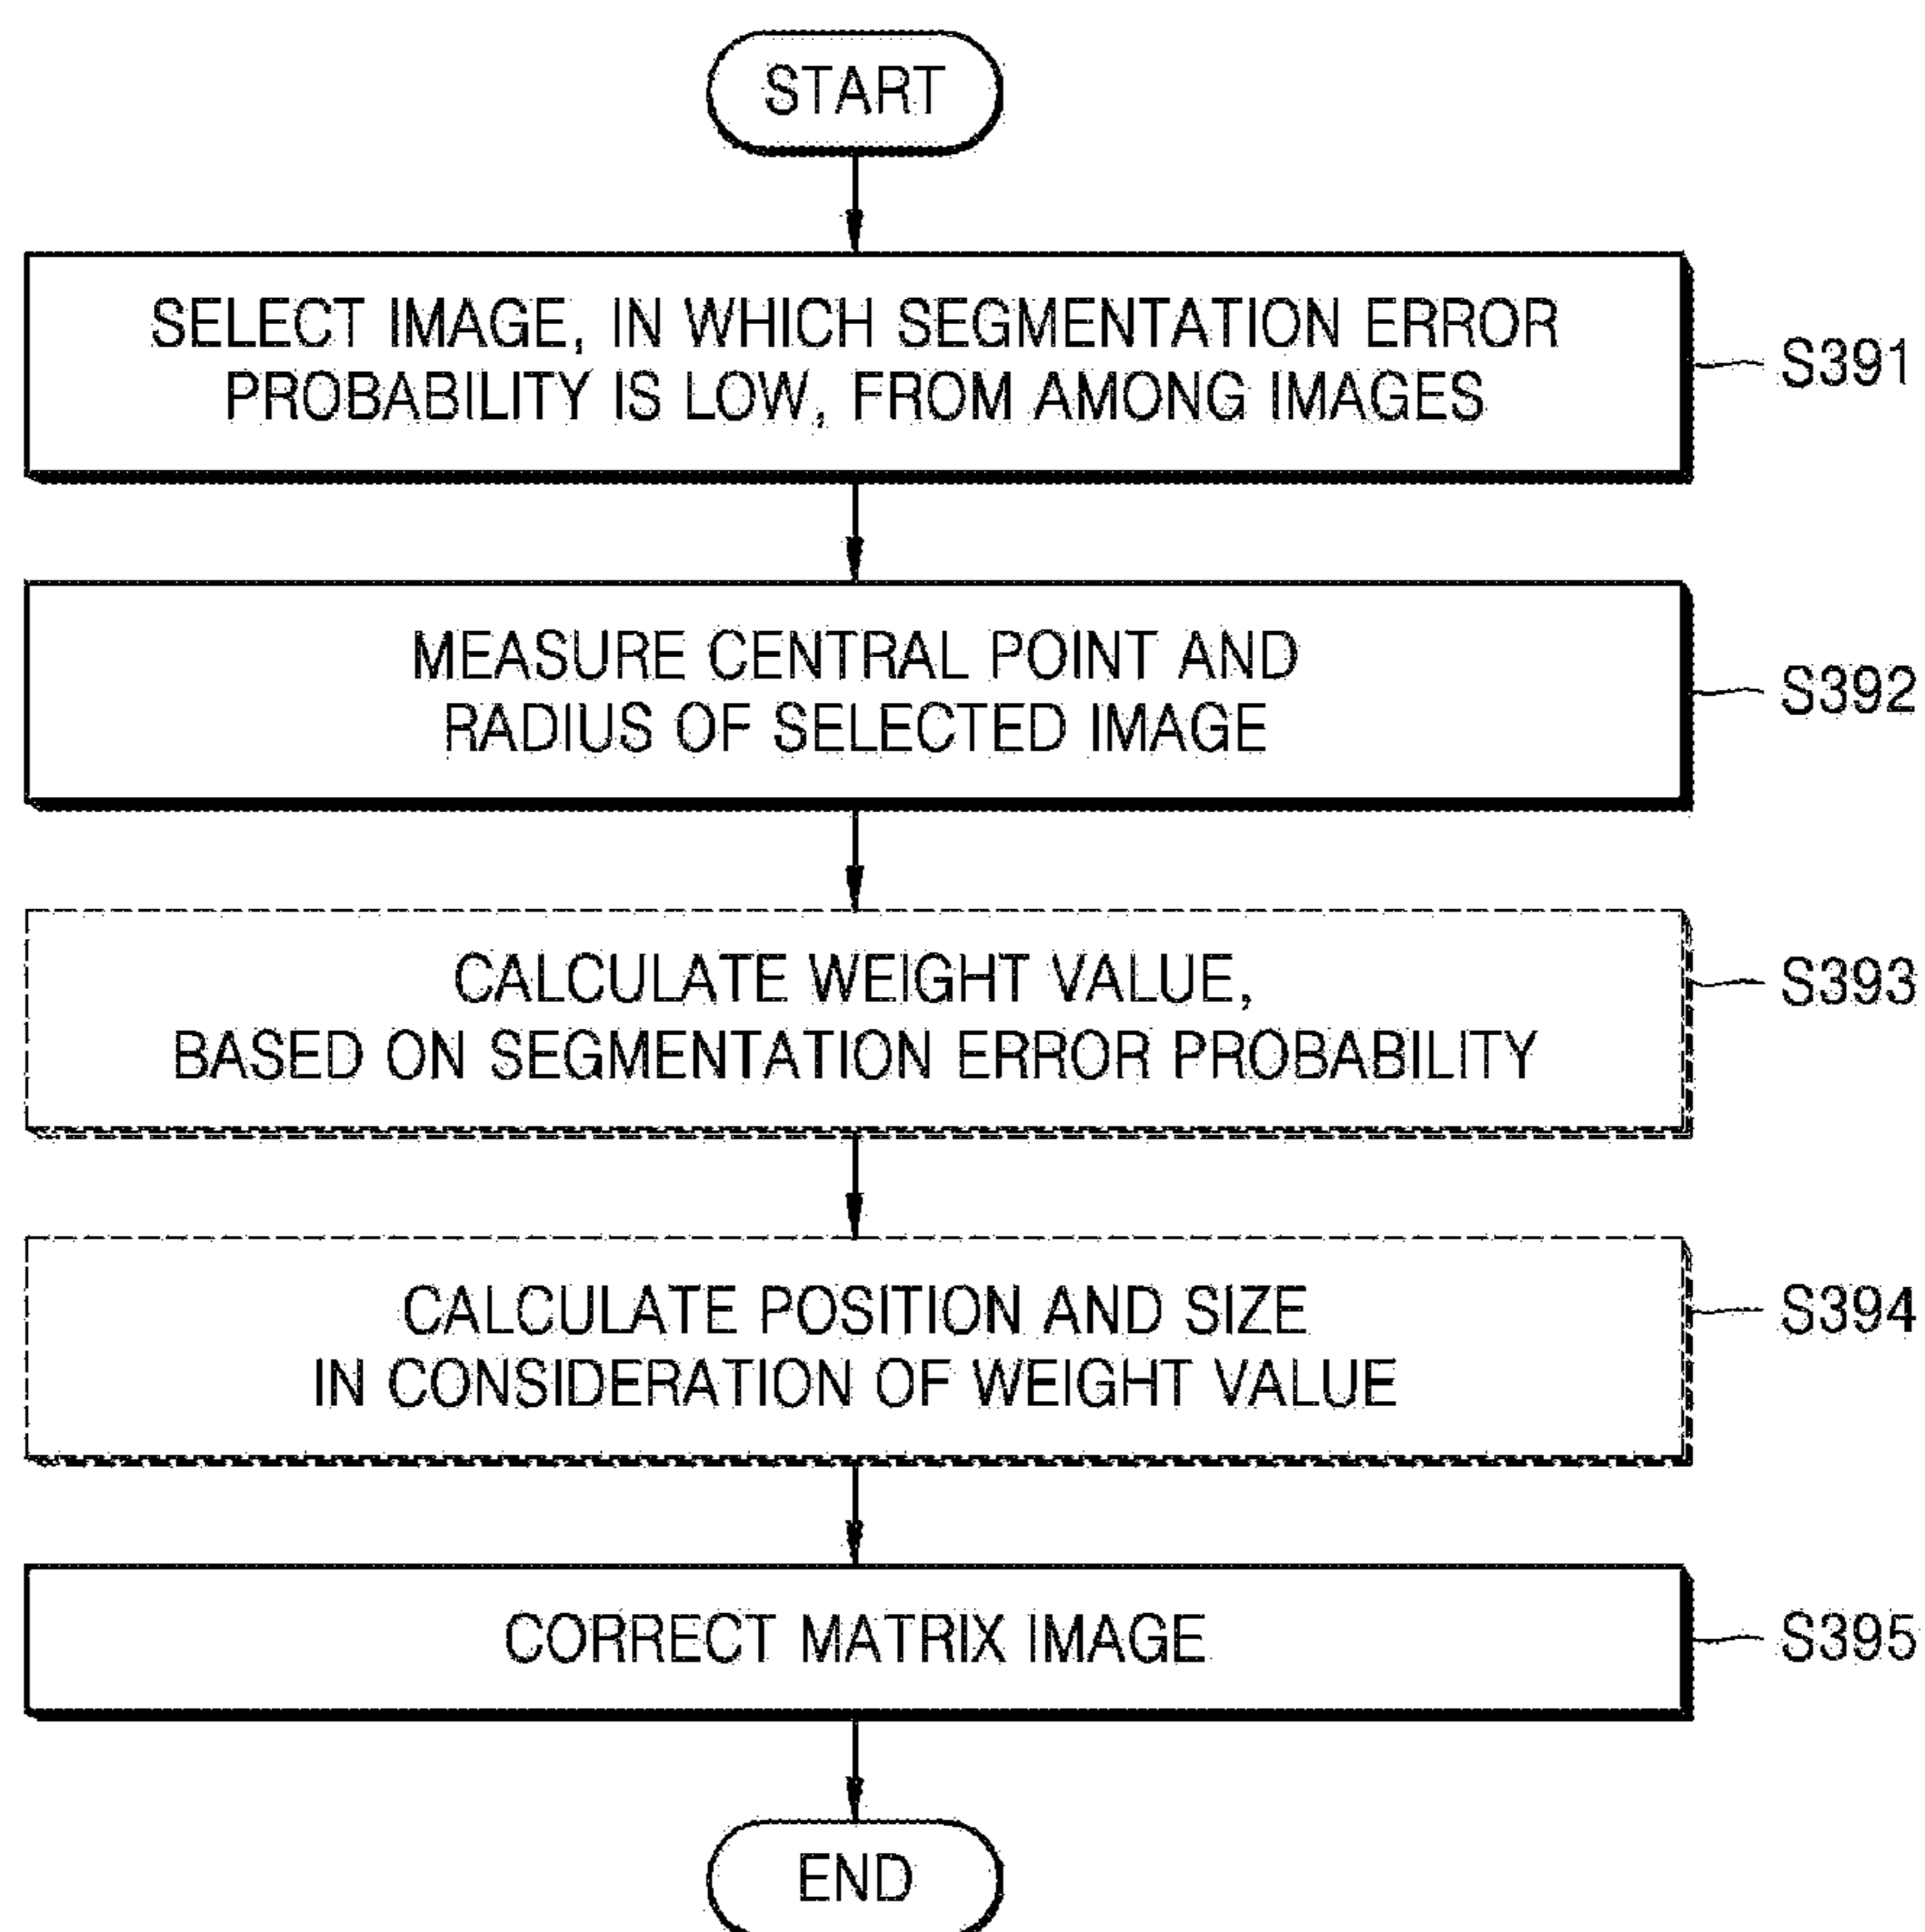 START
SELECT IMAGE, IN WHICH SEGMENTATION ERROR
PROBABILITY IS LOW, FROM AMONG IMAGES
S391
MEASURE CENTRAL POINT AND
RADIUS OF SELECTED IMAGE
S392
CALCULATE WEIGHT VALUE,
BASED ON SEGMENTATION ERROR PROBABILITY
S393
CALCULATE POSITION AND SIZE
IN CONSIDERATION OF WEIGHT VALUE
S394
CORRECT MATRIX IMAGE
S395
END